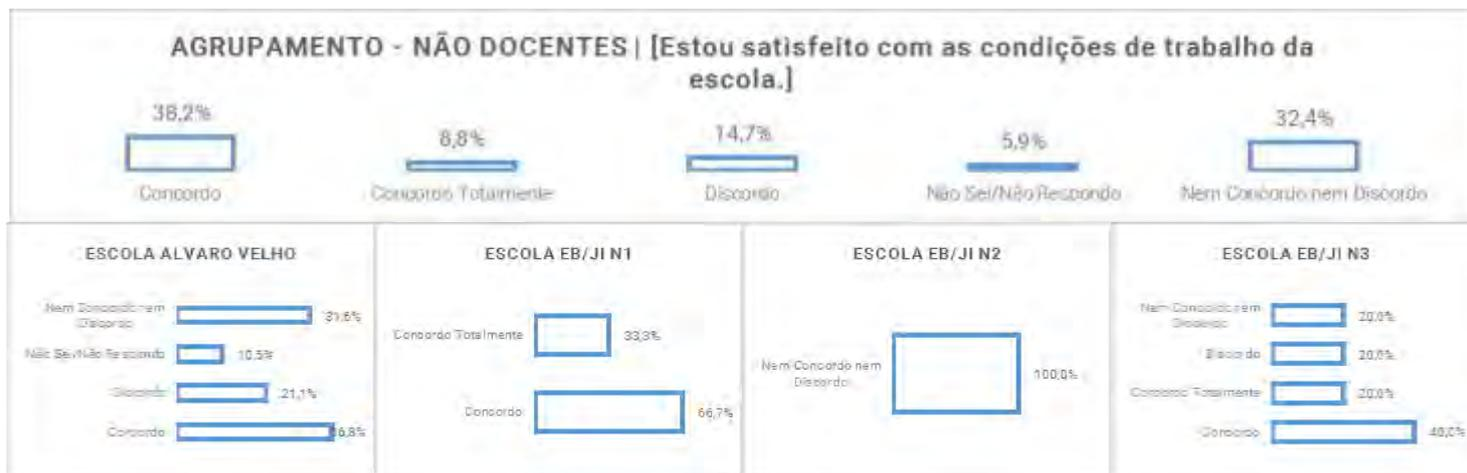 AGRUPAMENTO - NÃO DOCENTES | [Estou satisfeito com as condições de trabalho da
escola.]
38,2%
8,8%
14,7%
5,9%
32,4%
Concordo
Concordo Totalmente
Discordo
Não Sei/Não Respondo
Nem Concordo nem Discordo
ESCOLA ALVARO VELHO
Nem Concordo nem
Discordo
31,6%
Não Sei/Não Respondo
10,5%
Discordo
21,1%
Concordo
36,8%
ESCOLA EB/JI N1
Concordo Totalmente
33,3%
Concordo
66,7%
ESCOLA EB/JI N2
Nem Concordo nem
Discordo
100,0%
ESCOLA EB/JI N3
Nem Concordo nem
Discordo
20,0%
Discordo
20,0%
Concordo Totalmente
20,0%
Concordo
40,0%